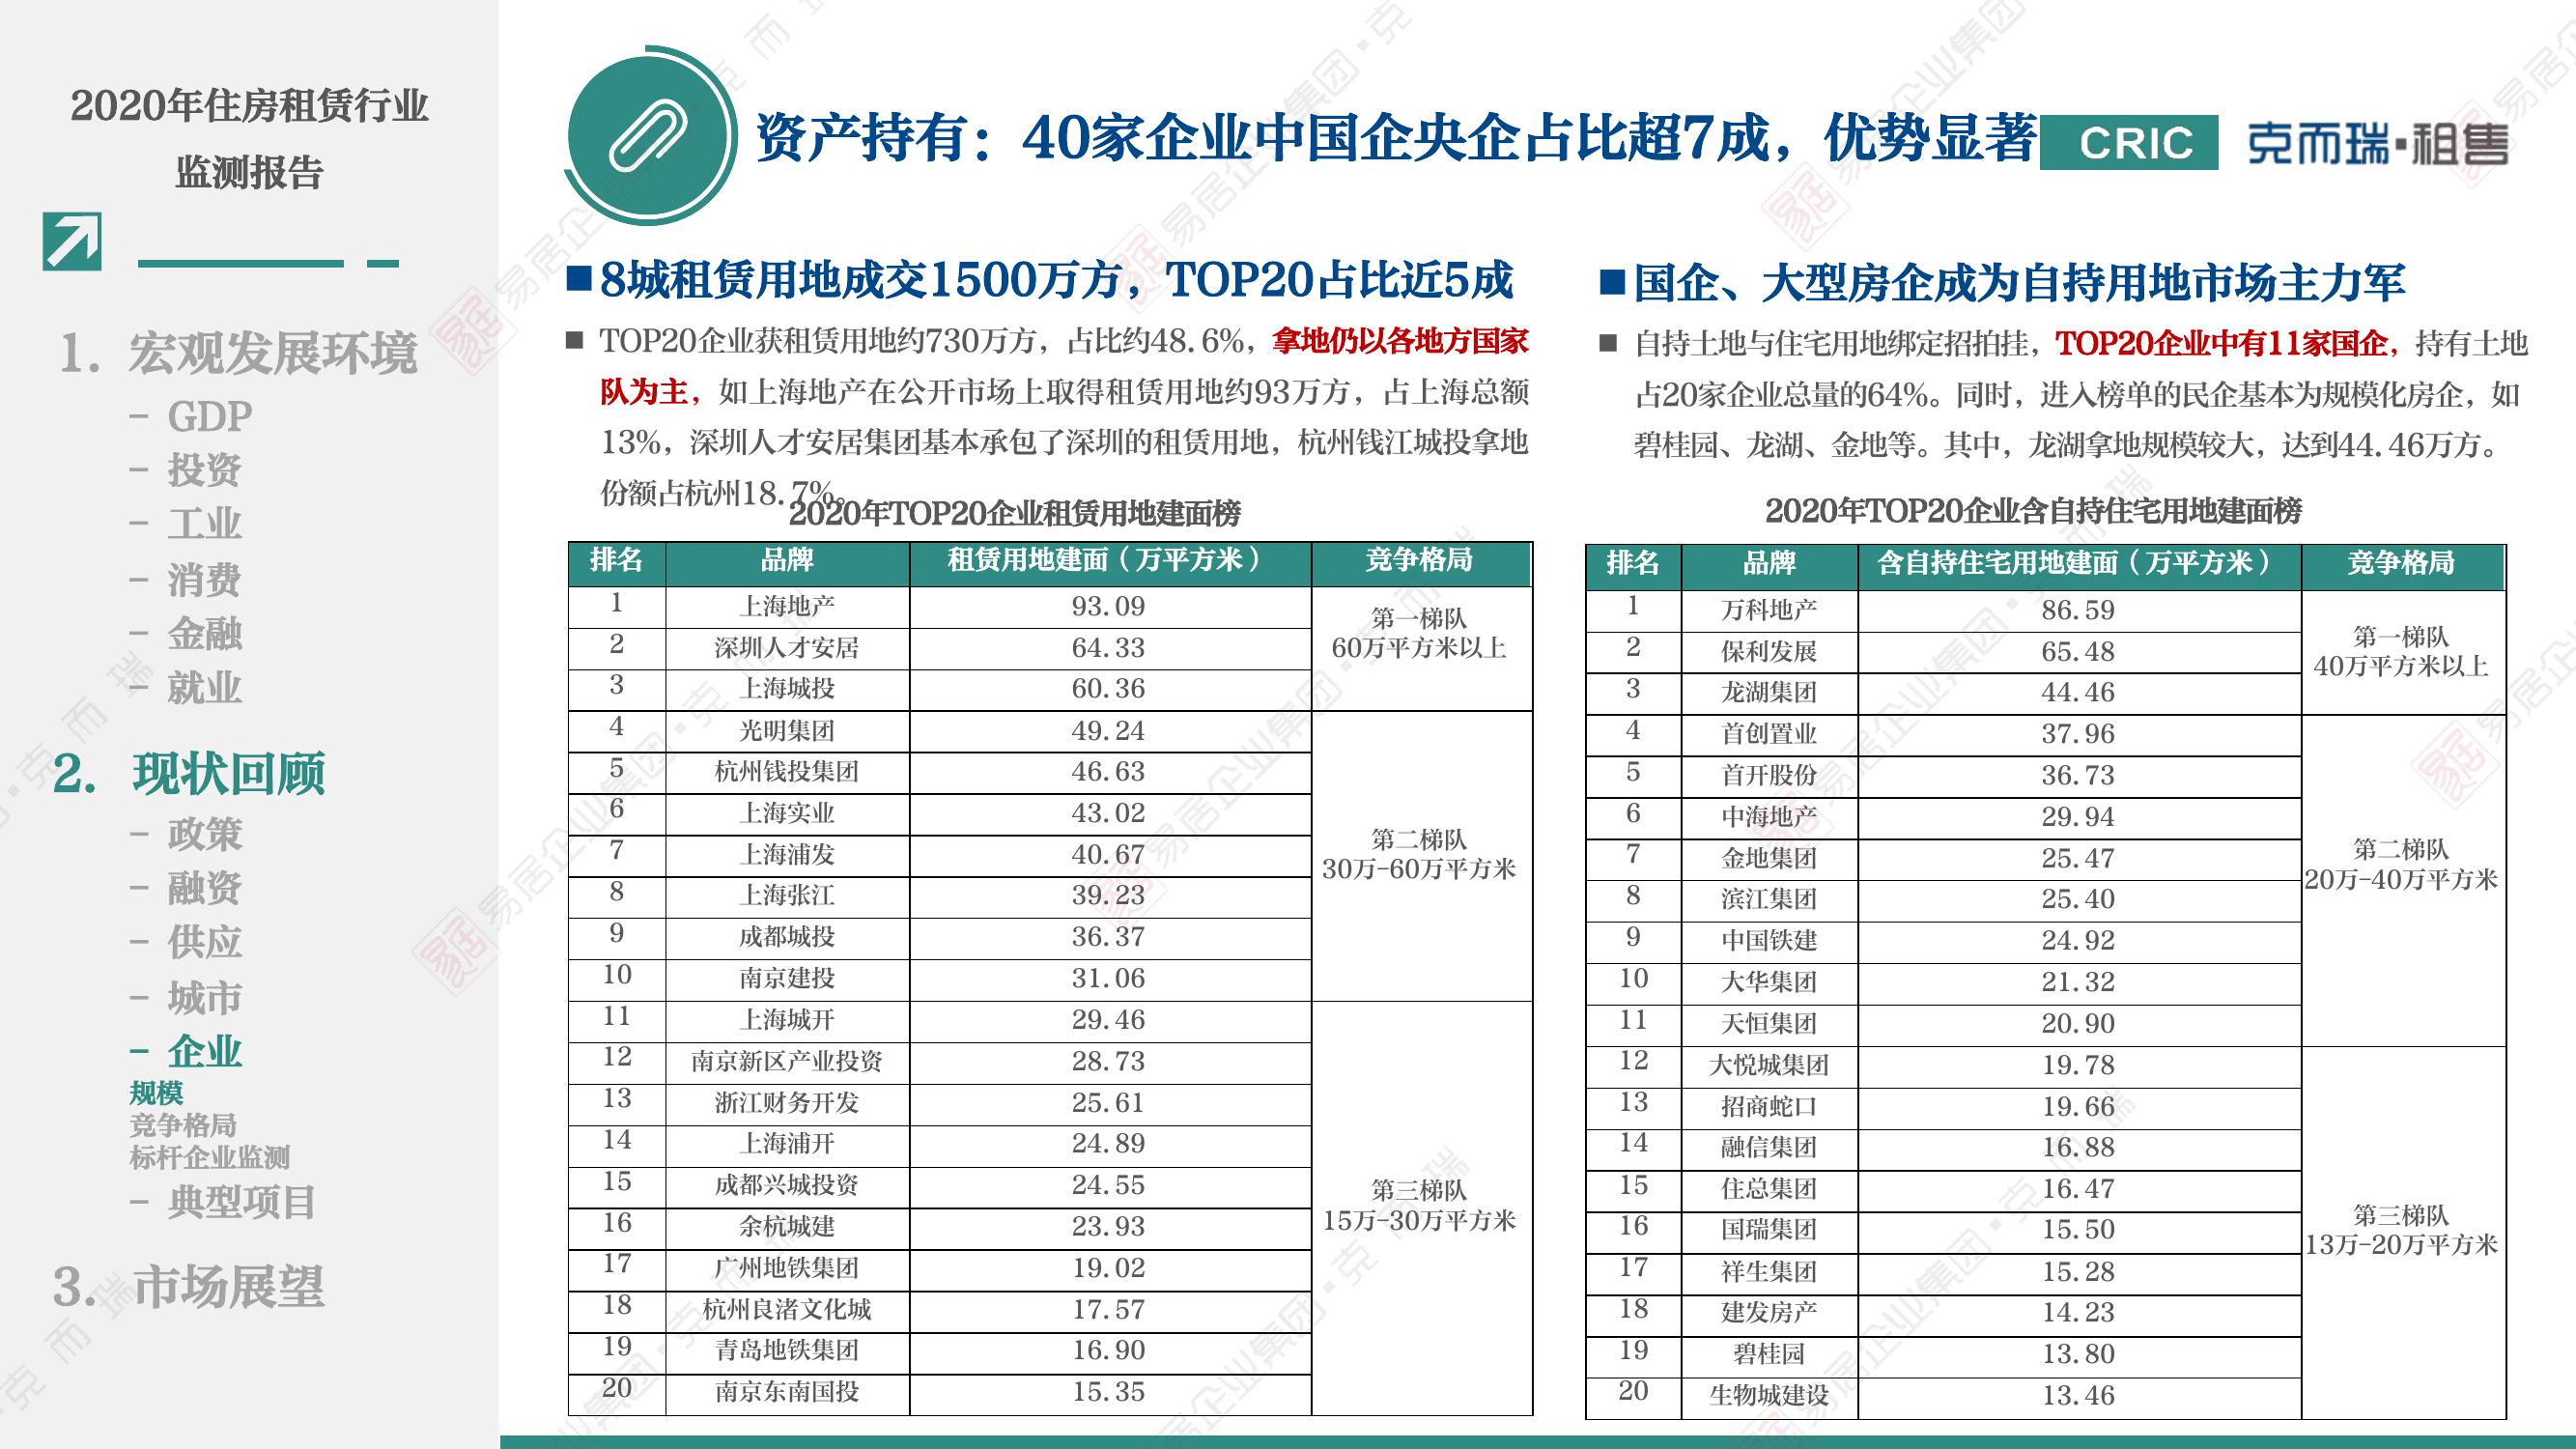 2020年住房租赁行业
监测报告
1. 宏观发展环境
– GDP
– 投资
– 工业
– 消费
– 金融
– 就业
2. 现状回顾
– 政策
– 融资
– 供应
– 城市
– 企业
规模
竞争格局
标杆企业监测
– 典型项目
3. 市场展望
资产持有：40家企业中国企央企占比超7成，优势显著
CRIC 克而瑞·租售
■8城租赁用地成交1500万方，TOP20占比近5成
■ TOP20企业获租赁用地约730万方，占比约48.6%，拿地仍以各地方国家
队为主，如上海地产在公开市场上取得租赁用地约93万方，占上海总额
13%，深圳人才安居集团基本承包了深圳的租赁用地，杭州钱江城投拿地
份额占杭州18.7%。
2020年TOP20企业租赁用地建面榜
排名 品牌 租赁用地建面（万平方米） 竞争格局
1 上海地产 93.09
2 深圳人才安居 64.33
3 上海城投 60.36
第一梯队
60万平方米以上
4 光明集团 49.24
5 杭州钱投集团 46.63
6 上海实业 43.02
7 上海浦发 40.67
8 上海张江 39.23
9 成都城投 36.37
10 南京建投 31.06
第二梯队
30万-60万平方米
11 上海城开 29.46
12 南京新区产业投资 28.73
13 浙江财务开发 25.61
14 上海浦开 24.89
15 成都兴城投资 24.55
16 余杭城建 23.93
17 广州地铁集团 19.02
18 杭州良渚文化城 17.57
19 青岛地铁集团 16.90
20 南京东南国投 15.35
第三梯队
15万-30万平方米
■国企、大型房企成为自持用地市场主力军
■ 自持土地与住宅用地绑定招拍挂，TOP20企业中有11家国企，持有土地
占20家企业总量的64%。同时，进入榜单的民企基本为规模化房企，如
碧桂园、龙湖、金地等。其中，龙湖拿地规模较大，达到44.46万方。
2020年TOP20企业含自持住宅用地建面榜
排名 品牌 含自持住宅用地建面（万平方米） 竞争格局
1 万科地产 86.59
2 保利发展 65.48
3 龙湖集团 44.46
第一梯队
40万平方米以上
4 首创置业 37.96
5 首开股份 36.73
6 中海地产 29.94
7 金地集团 25.47
8 滨江集团 25.40
9 中国铁建 24.92
10 大华集团 21.32
11 天恒集团 20.90
第二梯队
20万-40万平方米
12 大悦城集团 19.78
13 招商蛇口 19.66
14 融信集团 16.88
15 住总集团 16.47
16 国瑞集团 15.50
17 祥生集团 15.28
18 建发房产 14.23
19 碧桂园 13.80
20 生物城建设 13.46
第三梯队
13万-20万平方米
易居企业集团·克而瑞